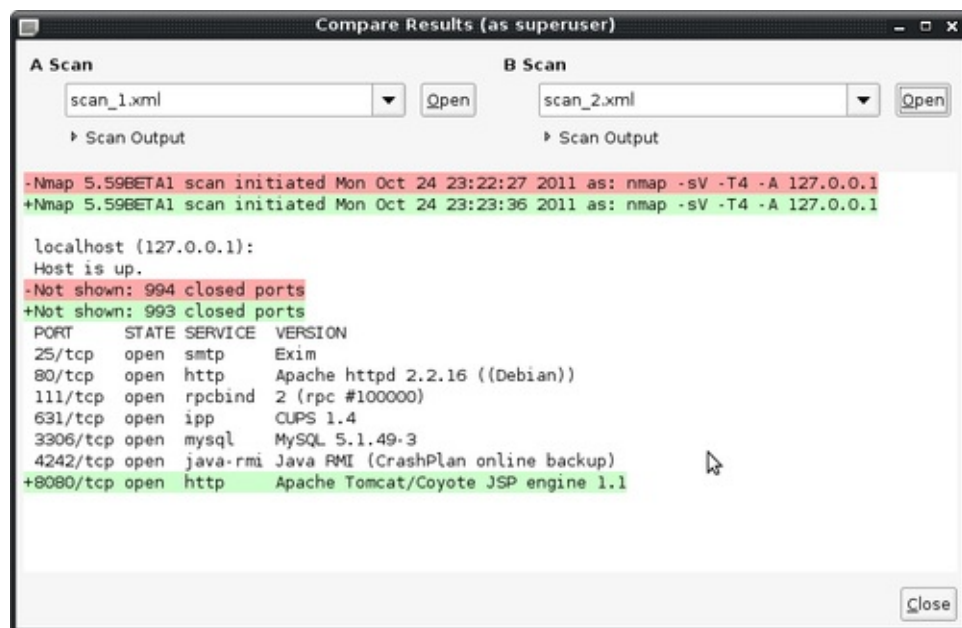 Compare Results (as superuser)
A Scan
B Scan
scan_1.xml
Open
scan_2.xml
Open
Scan Output
Scan Output
-Nmap 5.59BETA1 scan initiated Mon Oct 24 23:22:27 2011 as: nmap -sV -T4 -A 127.0.0.1
+Nmap 5.59BETA1 scan initiated Mon Oct 24 23:23:36 2011 as: nmap -sV -T4 -A 127.0.0.1
localhost (127.0.0.1):
Host is up.
-Not shown: 994 closed ports
+Not shown: 993 closed ports
PORT STATE SERVICE VERSION
25/tcp open smtp Exim
80/tcp open http Apache httpd 2.2.16 ((Debian))
111/tcp open rpcbind 2 (rpc #100000)
631/tcp open ipp CUPS 1.4
3306/tcp open mysql MySQL 5.1.49-3
4242/tcp open java-rmi Java RMI (CrashPlan online backup)
+8080/tcp open http Apache Tomcat/Coyote JSP engine 1.1
Close